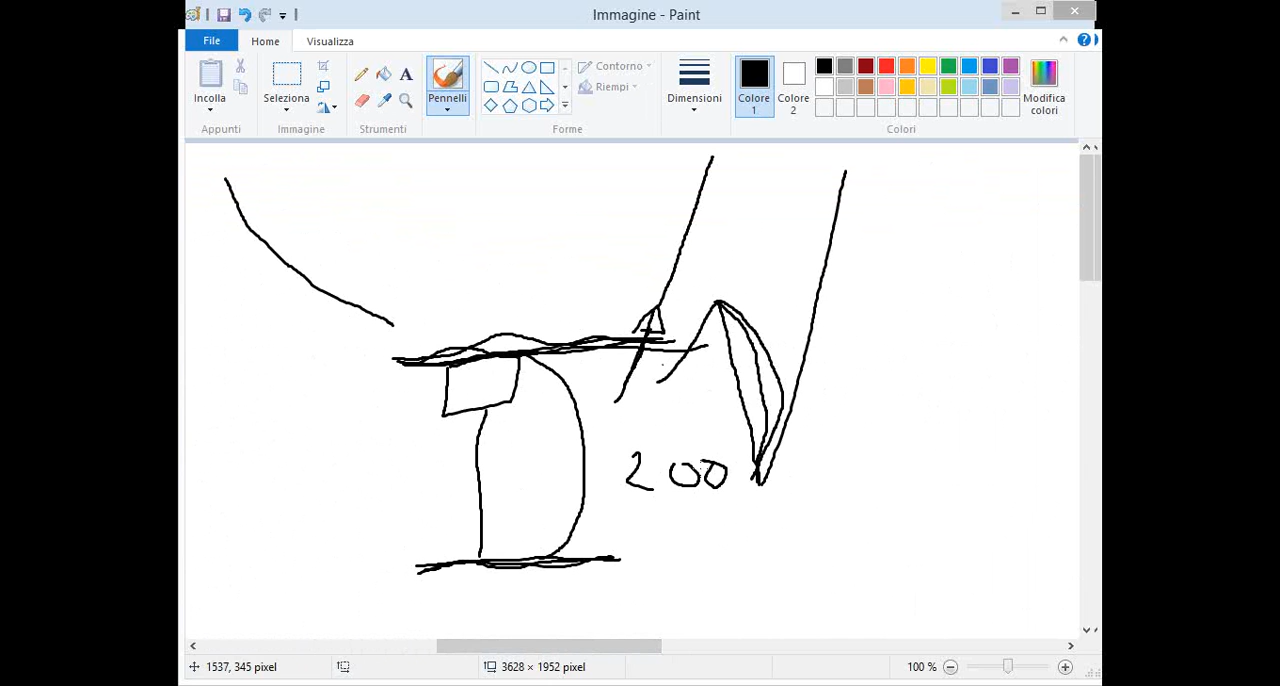 Immagine - Paint
File Home Visualizza
Incolla Seleziona A Pennelli Contorno Riempi Dimensioni Colore 1 Colore 2 Modifica colori
Appunti Immagine Strumenti Forme Colori
200
1537, 345 pixel 3628 × 1952 pixel 100 %